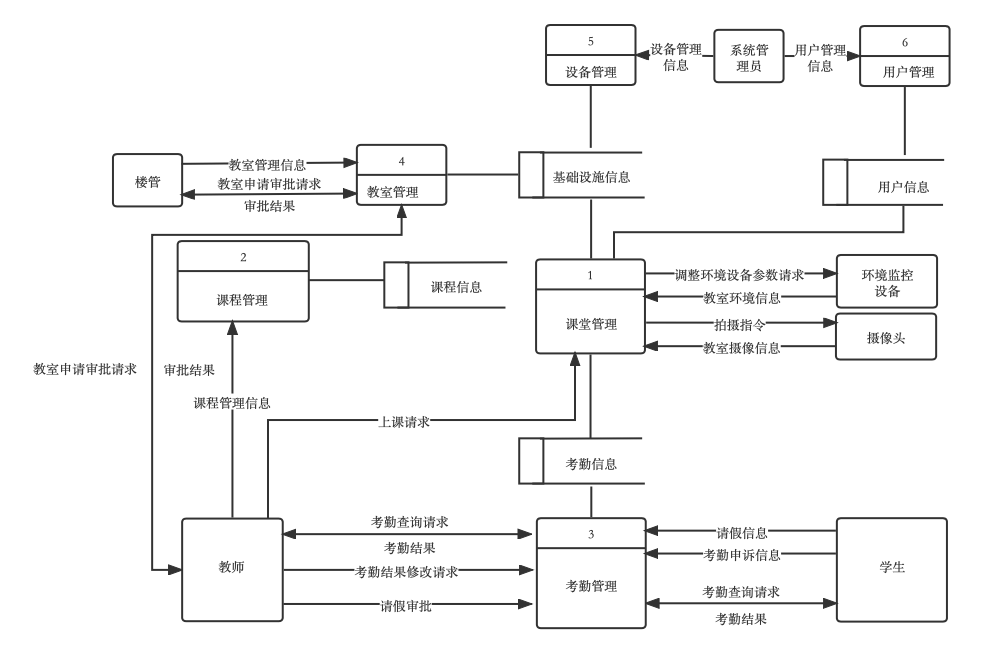 5
设备管理
设备管理
信息
系统管
理员
用户管理
信息
6
用户管理
楼管
教室管理信息
教室申请审批请求
审批结果
4
教室管理
基础设施信息
用户信息
2
课程管理
课程信息
1
课堂管理
调整环境设备参数请求
教室环境信息
环境监控
设备
拍摄指令
教室摄像信息
摄像头
教室申请审批请求
审批结果
课程管理信息
上课请求
考勤信息
教师
考勤查询请求
考勤结果
考勤结果修改请求
请假审批
3
考勤管理
请假信息
考勤申诉信息
考勤查询请求
考勤结果
学生